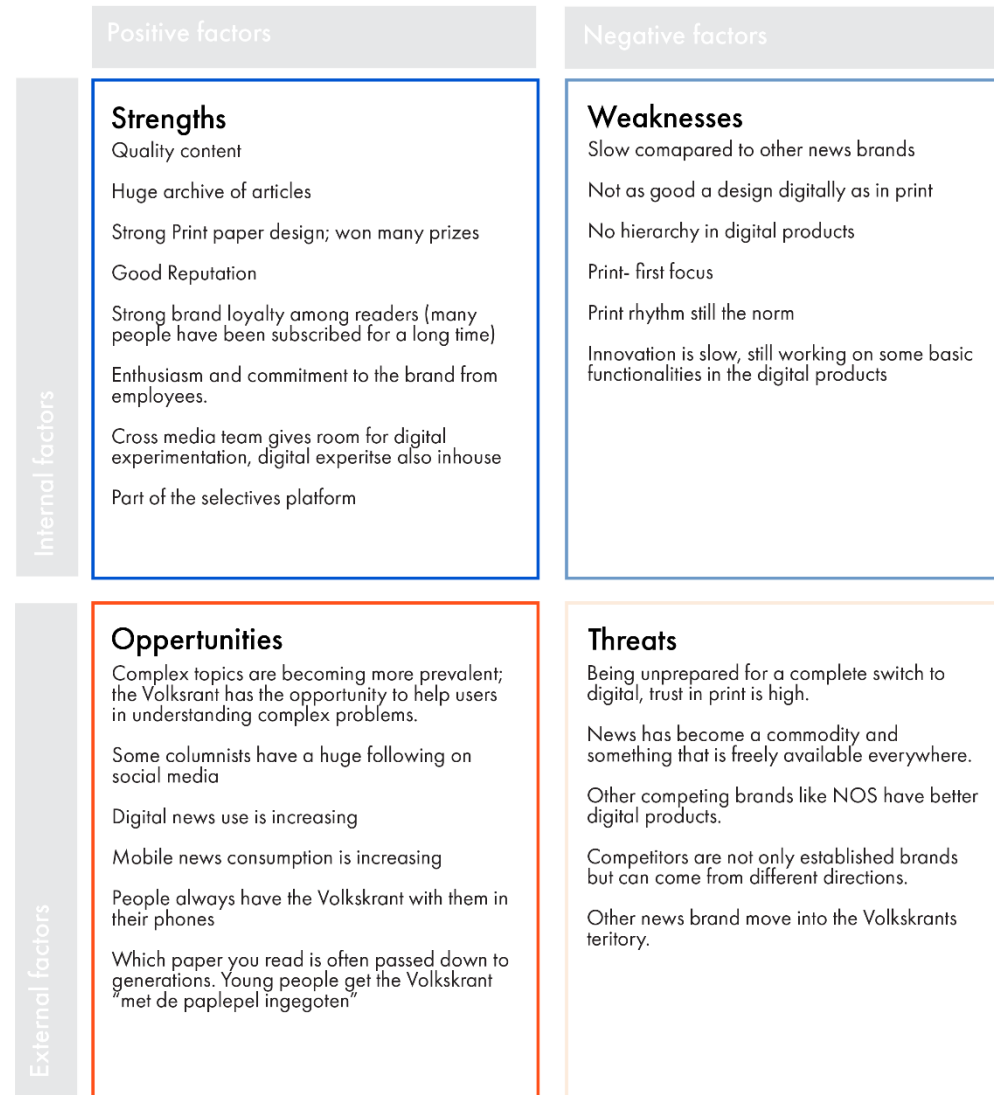 Positive factors
Negative factors
Internal factors
Strengths
Quality content
Huge archive of articles
Strong Print paper design; won many prizes
Good Reputation
Strong brand loyalty among readers (many
people have been subscribed for a long time)
Enthusiasm and commitment to the brand from
employees.
Cross media team gives room for digital
experimentation, digital experitse also inhouse
Part of the selectives platform
Weaknesses
Slow comapared to other news brands
Not as good a design digitally as in print
No hierarchy in digital products
Print- first focus
Print rhythm still the norm
Innovation is slow, still working on some basic
functionalities in the digital products
External factors
Oppertunities
Complex topics are becoming more prevalent;
the Volksrant has the opportunity to help users
in understanding complex problems.
Some columnists have a huge following on
social media
Digital news use is increasing
Mobile news consumption is increasing
People always have the Volkskrant with them in
their phones
Which paper you read is often passed down to
generations. Young people get the Volkskrant
“met de paplepel ingegoten”
Threats
Being unprepared for a complete switch to
digital, trust in print is high.
News has become a commodity and
something that is freely available everywhere.
Other competing brands like NOS have better
digital products.
Competitors are not only established brands
but can come from different directions.
Other news brand move into the Volkskrants
teritory.